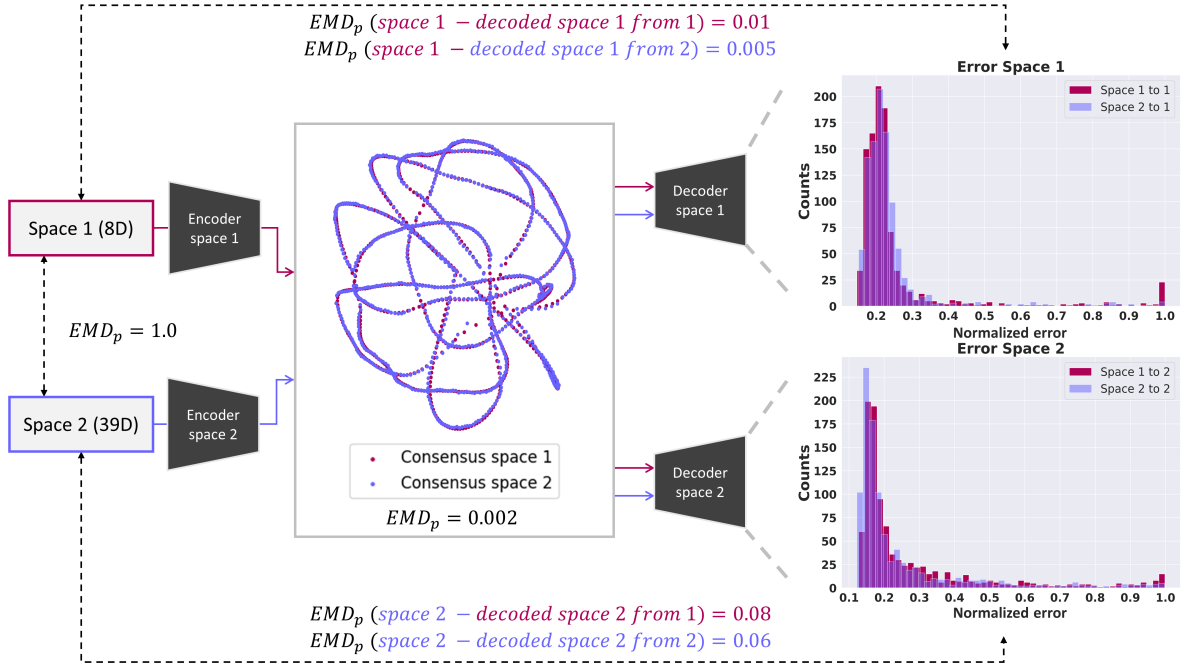 EMDp (space 1 − decoded space 1 from 1) = 0.01
EMDp (space 1 − decoded space 1 from 2) = 0.005
Space 1 (8D)
Encoder
space 1
EMDp = 1.0
Space 2 (39D)
Encoder
space 2
Consensus space 1
Consensus space 2
EMDp = 0.002
Decoder
space 1
Decoder
space 2
Error Space 1
Space 1 to 1
Space 2 to 1
Counts
200
175
150
125
100
75
50
25
0
0.2 0.3 0.4 0.5 0.6 0.7 0.8 0.9 1.0
Normalized error
Error Space 2
Space 1 to 2
Space 2 to 2
Counts
225
200
175
150
125
100
75
50
25
0
0.1 0.2 0.3 0.4 0.5 0.6 0.7 0.8 0.9 1.0
Normalized error
EMDp (space 2 − decoded space 2 from 1) = 0.08
EMDp (space 2 − decoded space 2 from 2) = 0.06